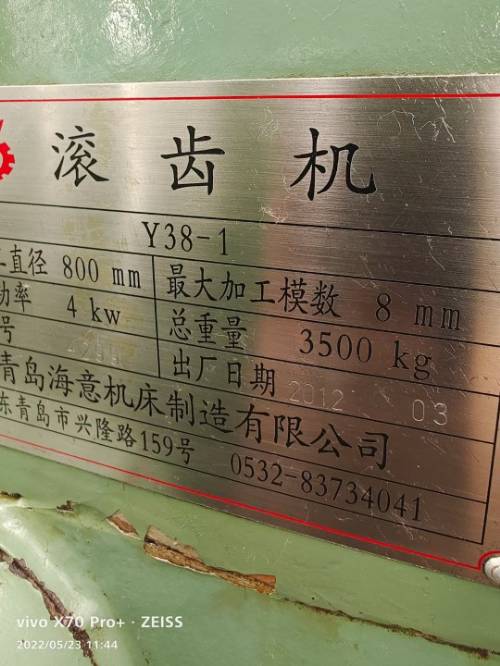 滚齿机
Y38-1
工直径 800 mm 最大加工模数 8 mm
功率 4 kw 总重量 3500 kg
号 出厂日期 2012 03
青岛海意机床制造有限公司
东青岛市兴隆路159号 0532-83734041
vivo X70 Pro+ · ZEISS
2022/05/23 11:44